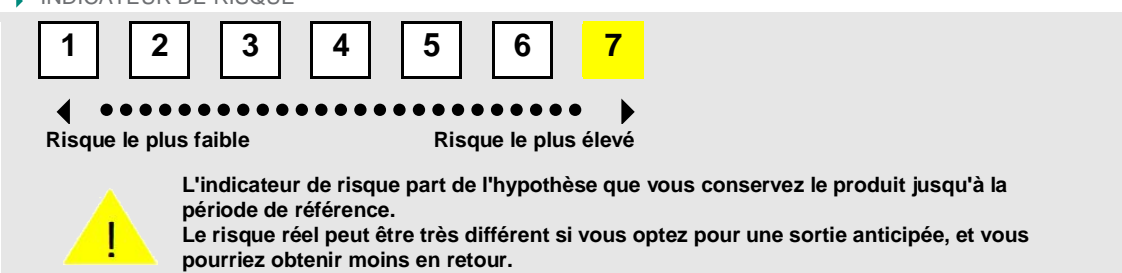 INDICATEUR DE RISQUE
1 2 3 4 5 6 7
Risque le plus faible Risque le plus élevé
L'indicateur de risque part de l'hypothèse que vous conservez le produit jusqu'à la
période de référence.
Le risque réel peut être très différent si vous optez pour une sortie anticipée, et vous
pourriez obtenir moins en retour.
!